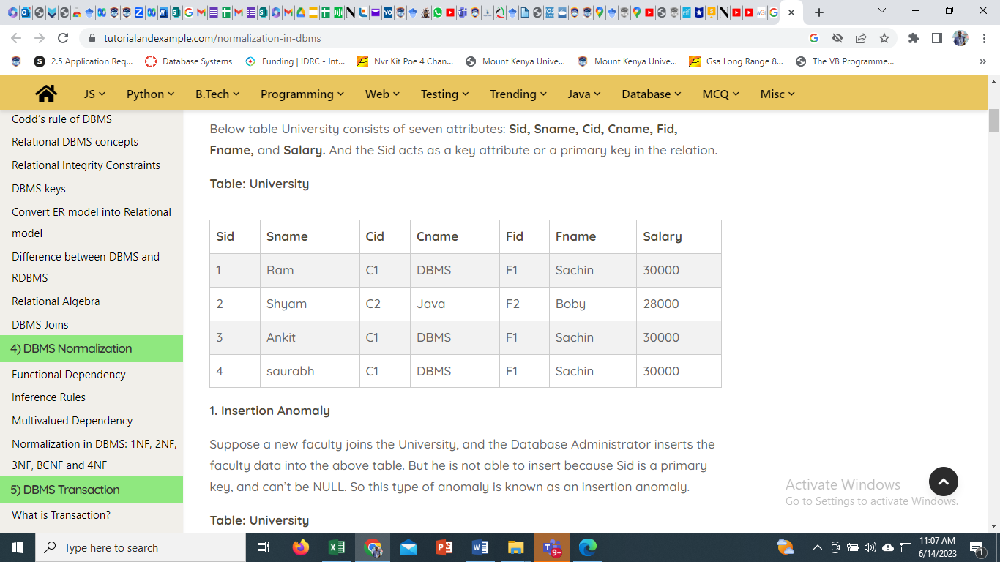 tutorialandexample.com/normalization-in-dbms
2.5 Application Req...
Database Systems
Funding | IDRC - Int...
Nvr Kit Poe 4 Chan...
Mount Kenya Unive...
Mount Kenya Unive...
Gsa Long Range 8...
The VB Programme...
»
JS
Python
B.Tech
Programming
Web
Testing
Trending
Java
Database
MCQ
Misc
Codd's rule of DBMS
Relational DBMS concepts
Relational Integrity Constraints
DBMS keys
Convert ER model into Relational
model
Difference between DBMS and
RDBMS
Relational Algebra
DBMS Joins
4) DBMS Normalization
Functional Dependency
Inference Rules
Multivalued Dependency
Normalization in DBMS: 1NF, 2NF,
3NF, BCNF and 4NF
5) DBMS Transaction
What is Transaction?
Below table University consists of seven attributes: Sid, Sname, Cid, Cname, Fid,
Fname, and Salary. And the Sid acts as a key attribute or a primary key in the relation.
Table: University
Sid Sname Cid Cname Fid Fname Salary
1 Ram C1 DBMS F1 Sachin 30000
2 Shyam C2 Java F2 Boby 28000
3 Ankit C1 DBMS F1 Sachin 30000
4 saurabh C1 DBMS F1 Sachin 30000
1. Insertion Anomaly
Suppose a new faculty joins the University, and the Database Administrator inserts the
faculty data into the above table. But he is not able to insert because Sid is a primary
key, and can't be NULL. So this type of anomaly is known as an insertion anomaly.
Table: University
Activate Windows
Go to Settings to activate Windows.
Type here to search
9+
11:07 AM
6/14/2023
1